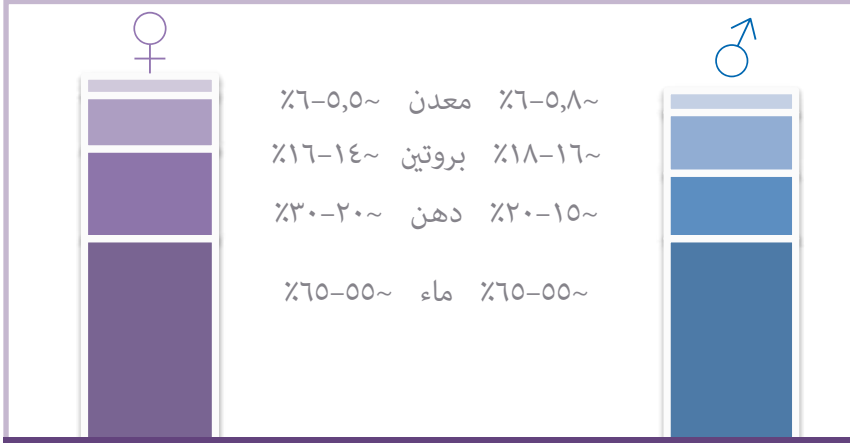 ~٥,٨–٦٪ معدن ~٥,٥–٦٪
~١٦–١٨٪ بروتين ~١٤–١٦٪
~١٥–٢٠٪ دهن ~٢٠–٣٠٪
~٥٥–٦٥٪ ماء ~٥٥–٦٥٪